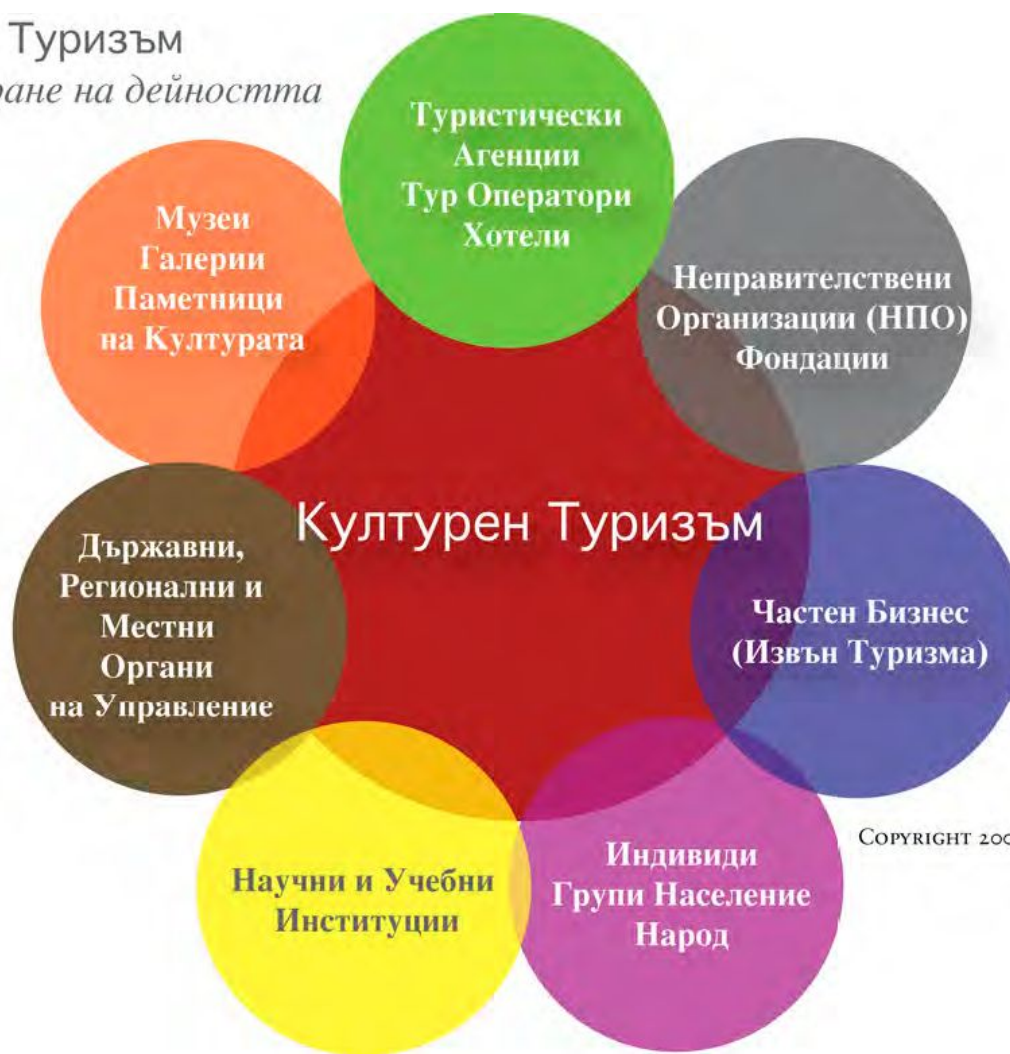 Туризъм
на дейността
Туристически
Агенции
Тур Оператори
Хотели
Музеи
Галерии
Паметници
на Културата
Неправителствени
Организации (НПО)
Фондации
Културен Туризъм
Държавни,
Регионални и
Местни
Органи
на Управление
Частен Бизнес
(Извън Туризма)
Научни и Учебни
Институции
Индивиди
Групи Население
Народ
Copyright